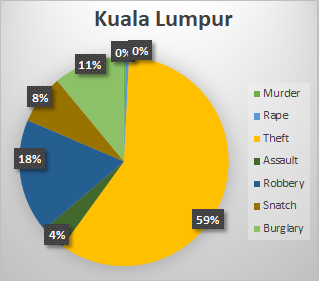 Kuala Lumpur
0%
0%
11%
8%
18%
4%
59%
Murder
Rape
Theft
Assault
Robbery
Snatch
Burglary